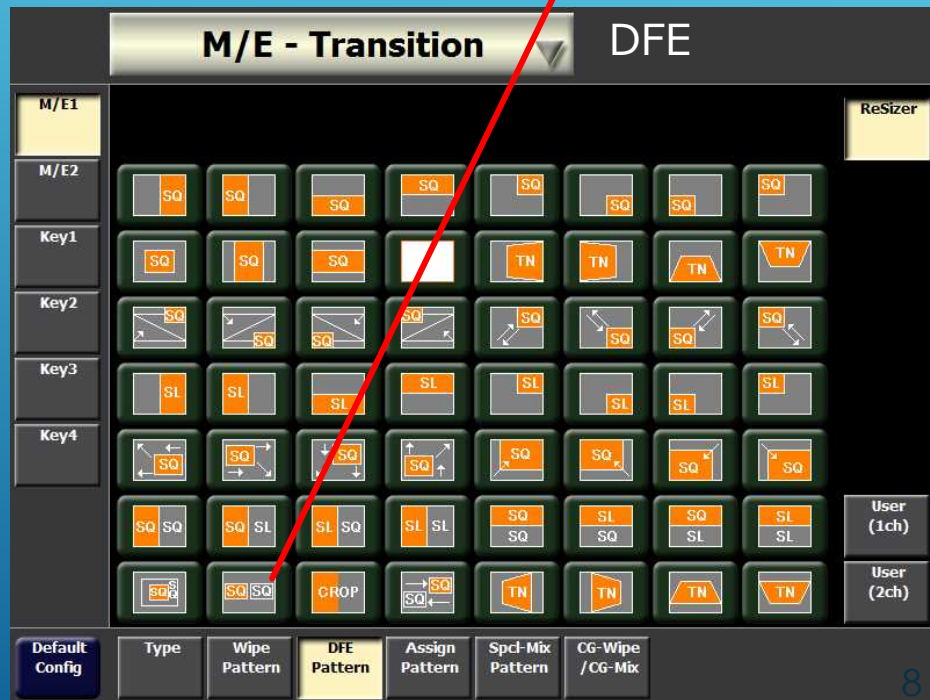 M/E - Transition
DFE
M/E1
ReSizer
M/E2
SQ SQ SQ SQ SQ SQ SQ SQ
Key1
SQ SQ SQ TN TN TN TN
Key2
SQ SQ SQ SQ SQ SQ SQ SQ
Key3
SL SL SL SL SL SL SL SL
Key4
SQ SQ SQ SQ SQ SQ SQ SQ
SQ SQ SQ SL SL SQ SL SL SQ SL SQ SL
SQ SQ SL SL
User
(1ch)
SQ SQ SQ SQ CROP SQ SQ TN TN TN TN
User
(2ch)
Default
Config
Type
Wipe
Pattern
DFE
Pattern
Assign
Pattern
Spcl-Mix
Pattern
CG-Wipe
/CG-Mix
8